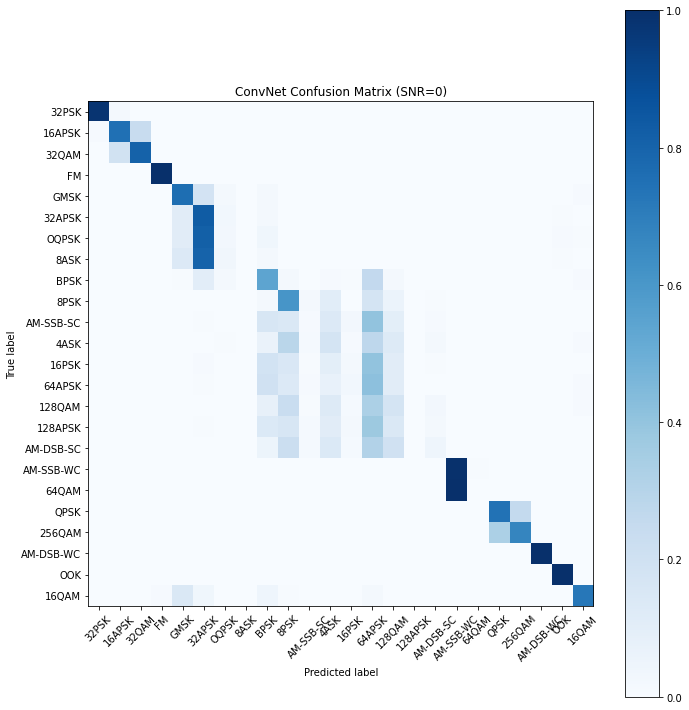 ConvNet Confusion Matrix (SNR=0)
True label
32PSK
16APSK
32QAM
FM
GMSK
32APSK
OQPSK
8ASK
BPSK
8PSK
AM-SSB-SC
4ASK
16PSK
64APSK
128QAM
128APSK
AM-DSB-SC
AM-SSB-WC
64QAM
QPSK
256QAM
AM-DSB-WC
OOK
16QAM
32PSK
16APSK
32QAM
FM
GMSK
32APSK
OQPSK
8ASK
BPSK
8PSK
AM-SSB-SC
4ASK
16PSK
64APSK
128QAM
128APSK
AM-DSB-SC
AM-SSB-WC
64QAM
QPSK
256QAM
AM-DSB-WC
OOK
16QAM
Predicted label
1.0
0.8
0.6
0.4
0.2
0.0